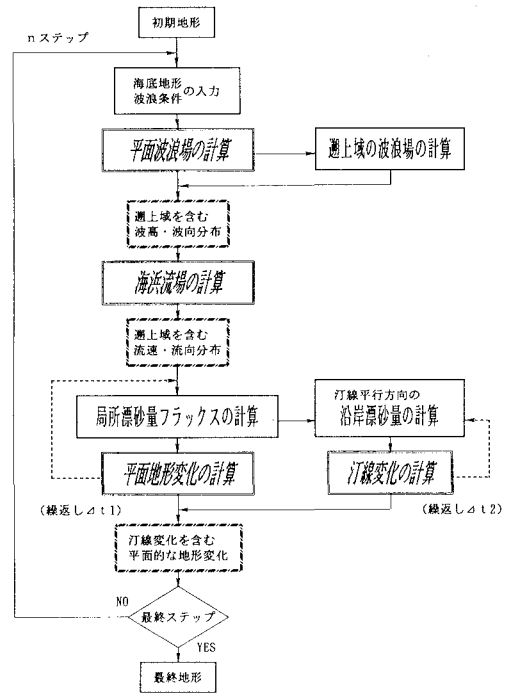 初期地形
nステップ
海底地形
波浪条件の入力
平面波浪場の計算
遡上域の波浪場の計算
遡上域を含む
波高・波向分布
海浜流場の計算
遡上域を含む
流速・流向分布
局所漂砂量フラックスの計算
汀線平行方向の
沿岸漂砂量の計算
平面地形変化の計算
汀線変化の計算
(繰返し⊿t1)
(繰返し⊿t2)
汀線変化を含む
平面的な地形変化
NO
最終ステップ
YES
最終地形